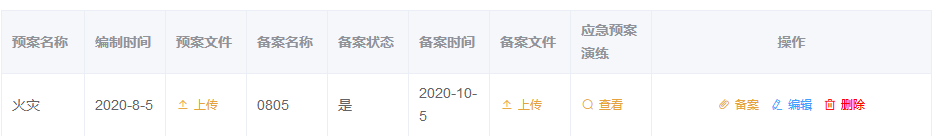 预案名称 编制时间 预案文件 备案名称 备案状态 备案时间 备案文件 应急预案演练 操作
火灾 2020-8-5 上传 0805 是 2020-10-5 上传 查看 备案 编辑 删除